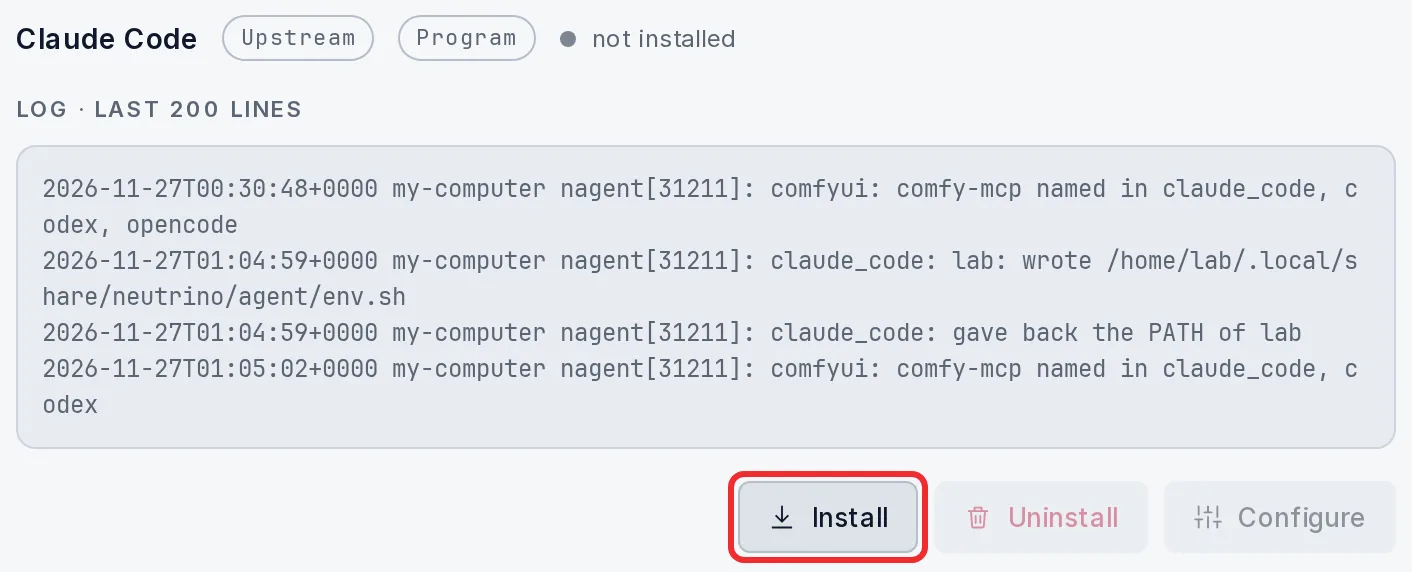 Claude Code Upstream Program not installed
LOG · LAST 200 LINES
2026-11-27T00:30:48+0000 my-computer nagent[31211]: comfyui: comfy-mcp named in claude_code, c
odex, opencode
2026-11-27T01:04:59+0000 my-computer nagent[31211]: claude_code: lab: wrote /home/lab/.local/s
hare/neutrino/agent/env.sh
2026-11-27T01:04:59+0000 my-computer nagent[31211]: claude_code: gave back the PATH of lab
2026-11-27T01:05:02+0000 my-computer nagent[31211]: comfyui: comfy-mcp named in claude_code, c
odex
Install Uninstall Configure